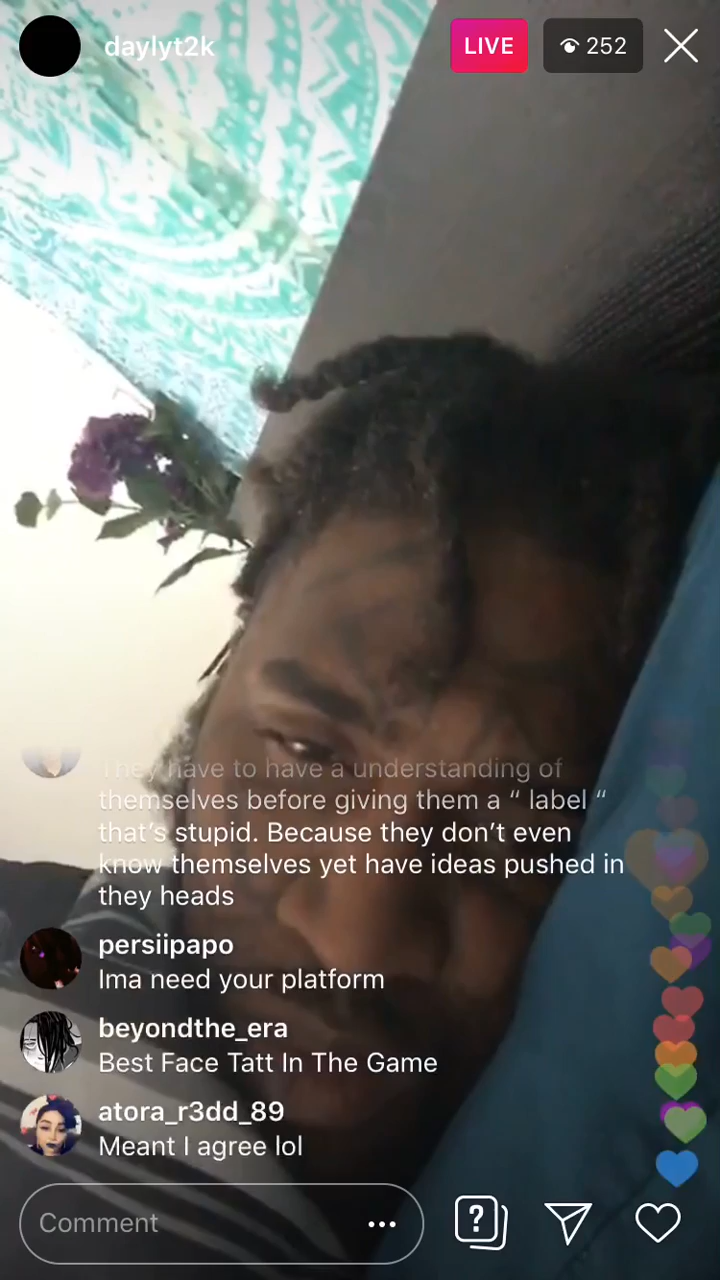 daylyt2k
LIVE
252
They have to have a understanding of
themselves before giving them a “ label “
that’s stupid. Because they don’t even
know themselves yet have ideas pushed in
they heads
persiipapo
Ima need your platform
beyondthe_era
Best Face Tatt In The Game
atora_r3dd_89
Meant I agree lol
Comment
?